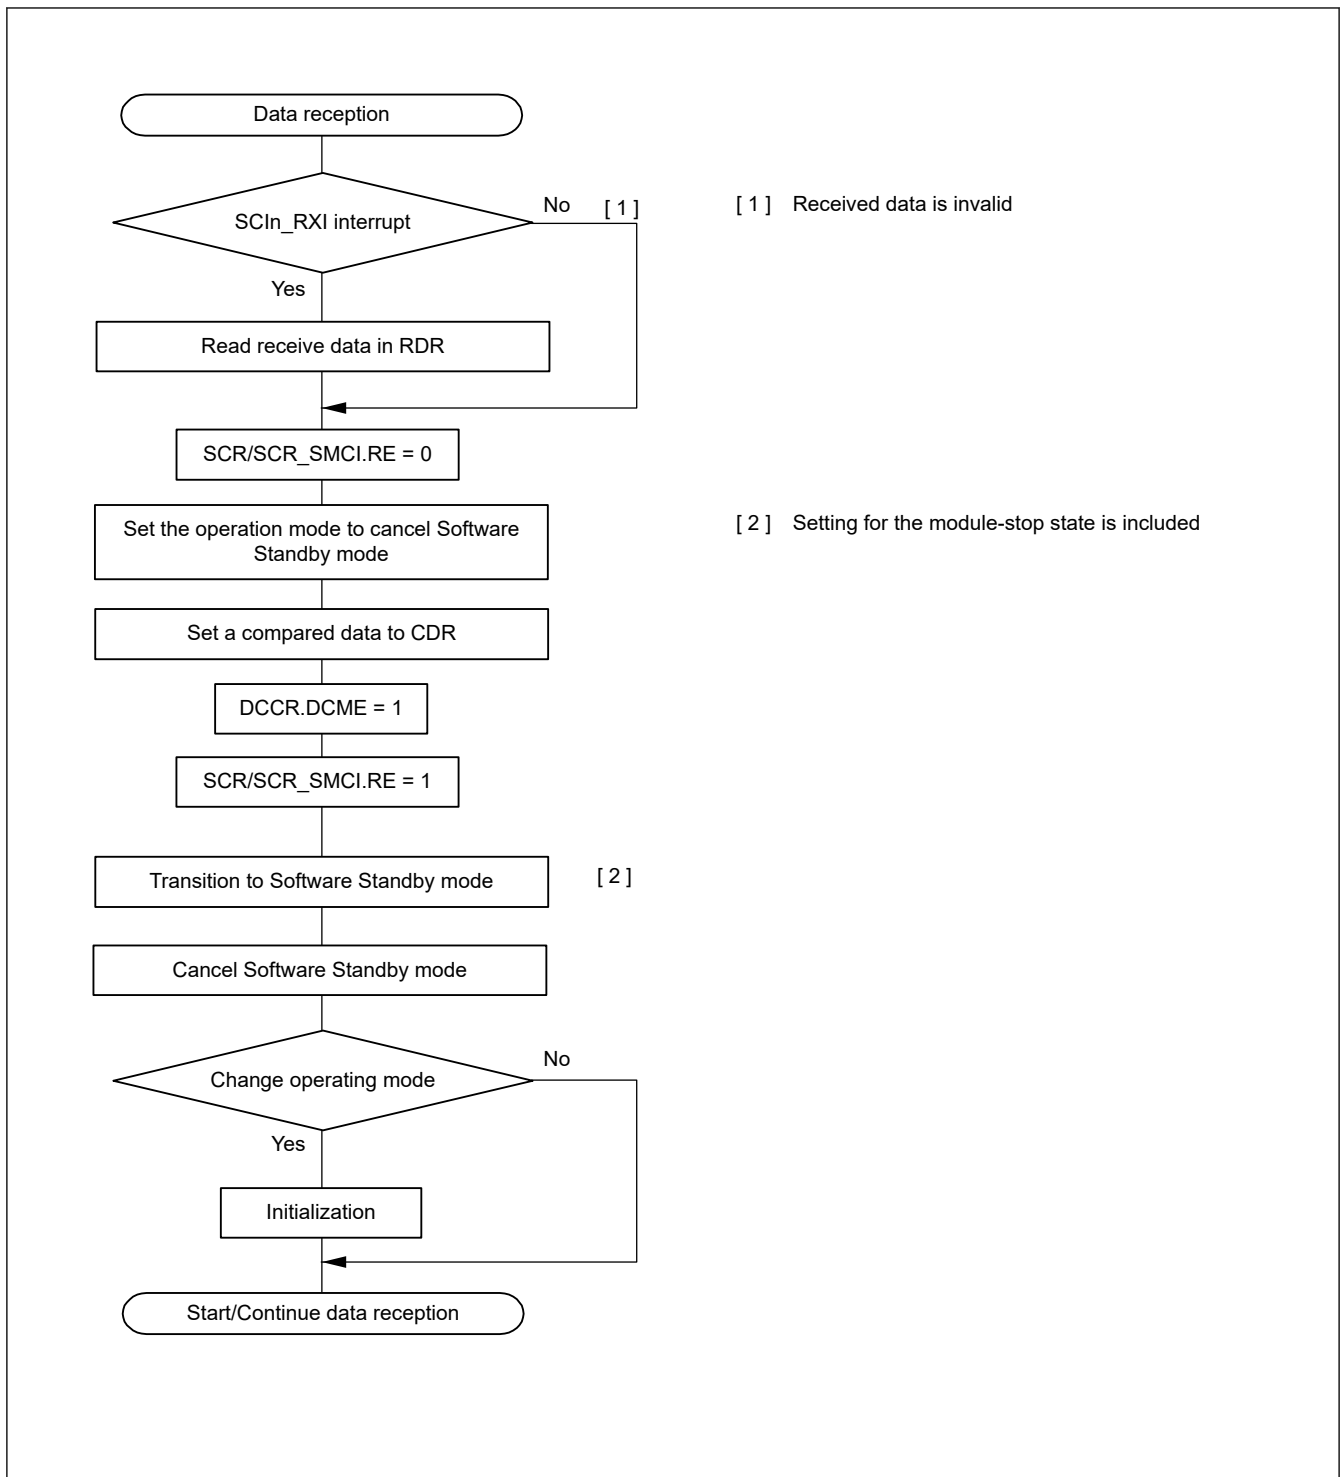 Data reception
SCIn_RXI interrupt
No
[ 1 ]
[ 1 ] Received data is invalid
Yes
Read receive data in RDR
SCR/SCR_SMCI.RE = 0
Set the operation mode to cancel Software
Standby mode
[ 2 ] Setting for the module-stop state is included
Set a compared data to CDR
DCCR.DCME = 1
SCR/SCR_SMCI.RE = 1
Transition to Software Standby mode
[ 2 ]
Cancel Software Standby mode
Change operating mode
No
Yes
Initialization
Start/Continue data reception